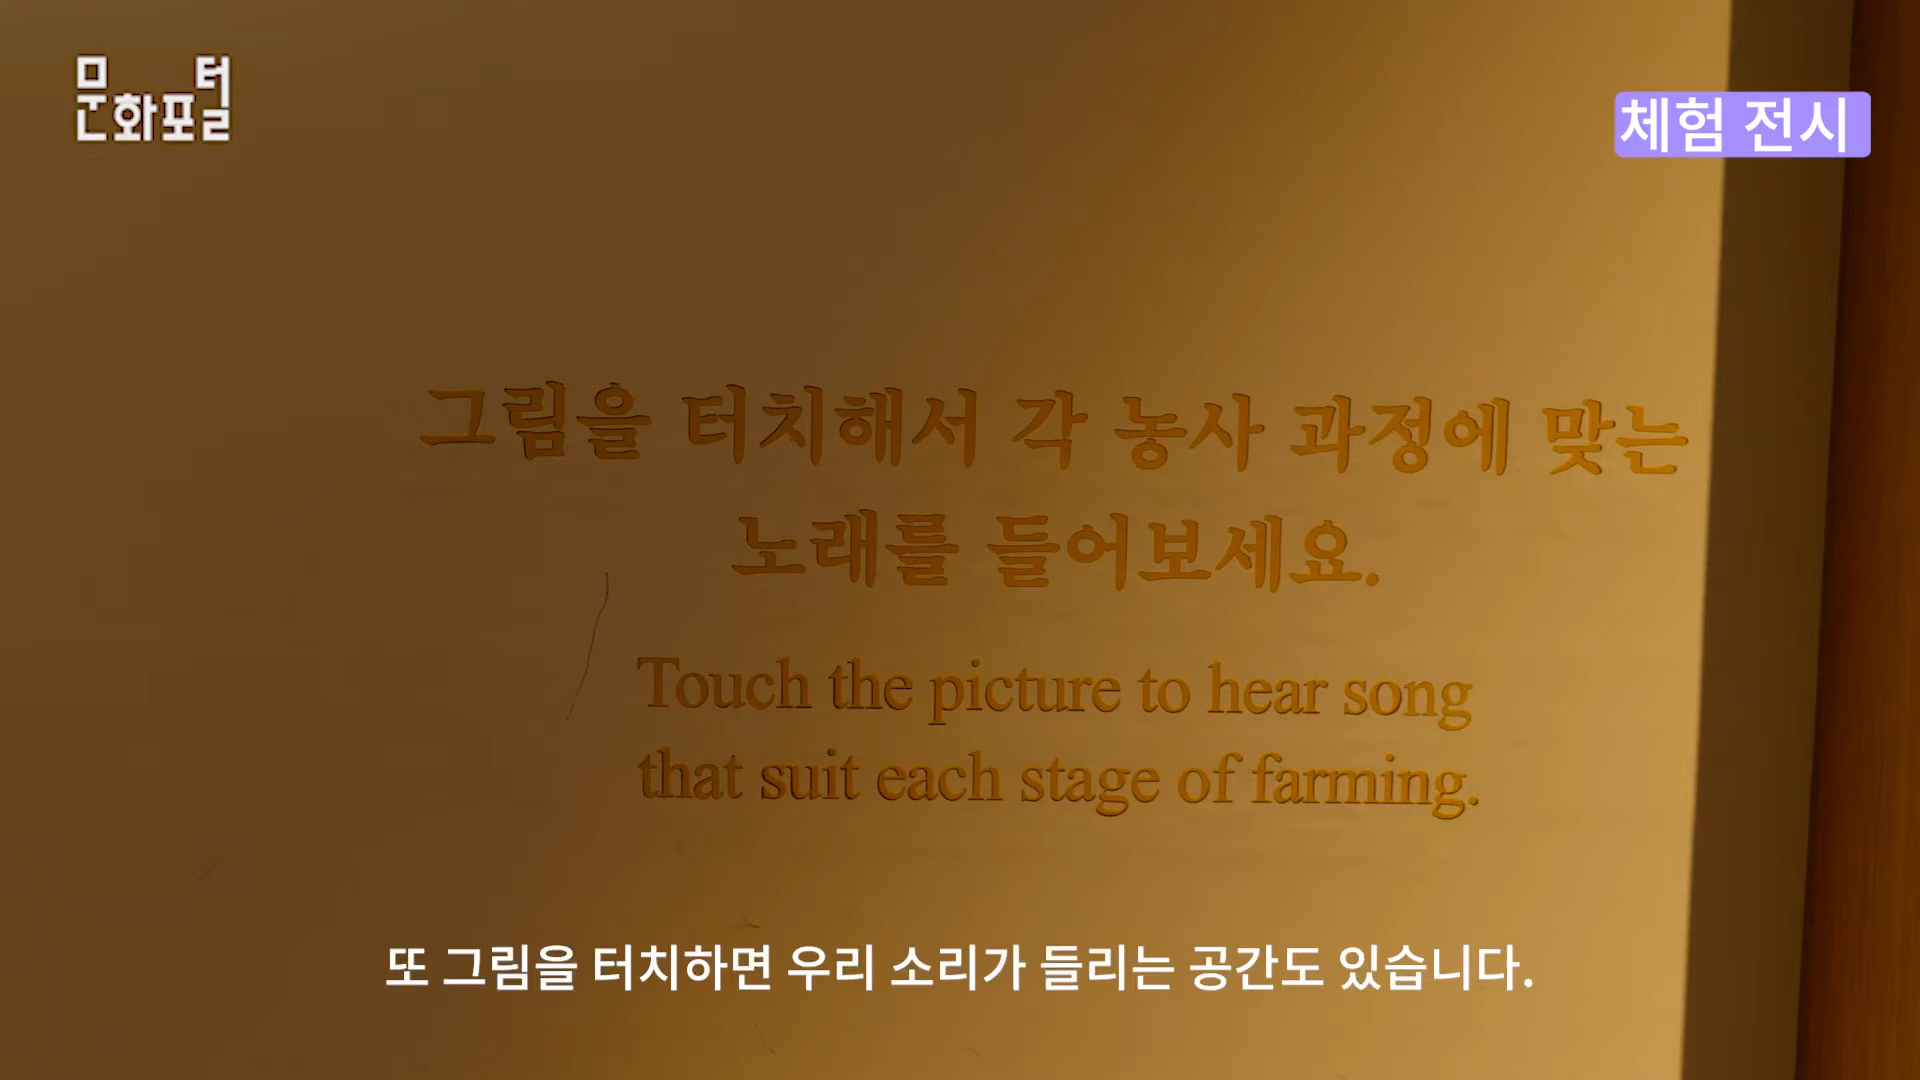 문화포털
체험 전시
그림을 터치해서 각 농사 과정에 맞는
노래를 들어보세요.
Touch the picture to hear song
that suit each stage of farming.
또 그림을 터치하면 우리 소리가 들리는 공간도 있습니다.